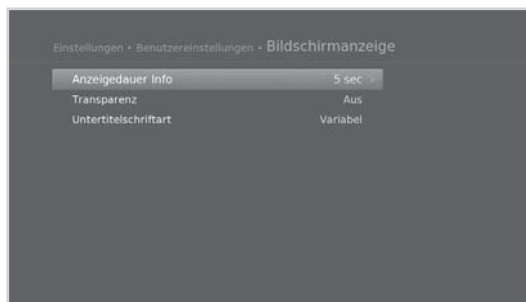 Einstellungen • Benutzereinstellungen • Bildschirmanzeige
Anzeigedauer Info 5 sec
Transparenz Aus
Untertitelschriftart Variabel